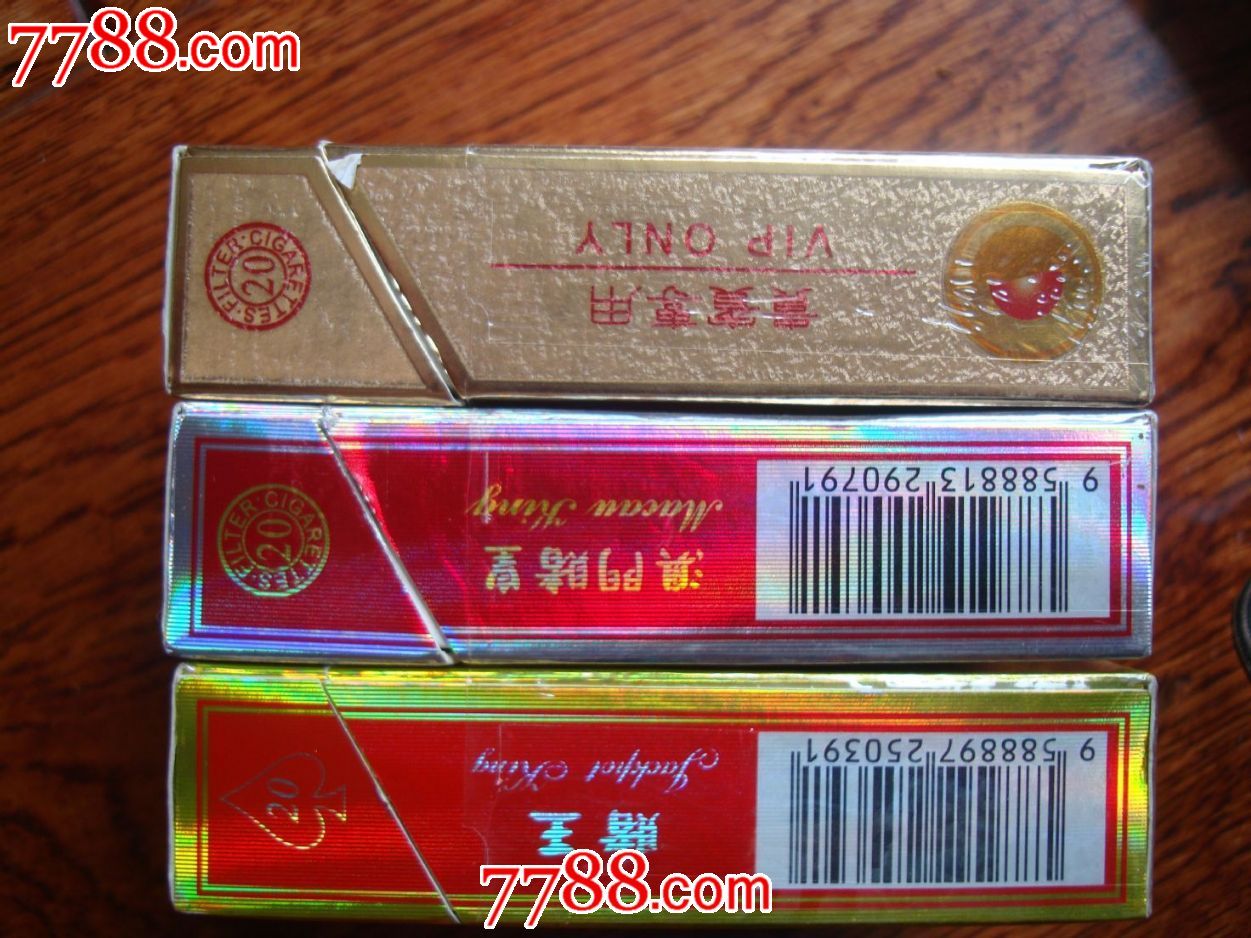 7788.com
FILTER·CIGARETTES·
20
貴賓專用
VIP ONLY
FILTER·CIGARETTES·
20
澳門賭皇
Macau King
9 588813 290791
20
賭王
Jackpot King
9 588897 250391
7788.com